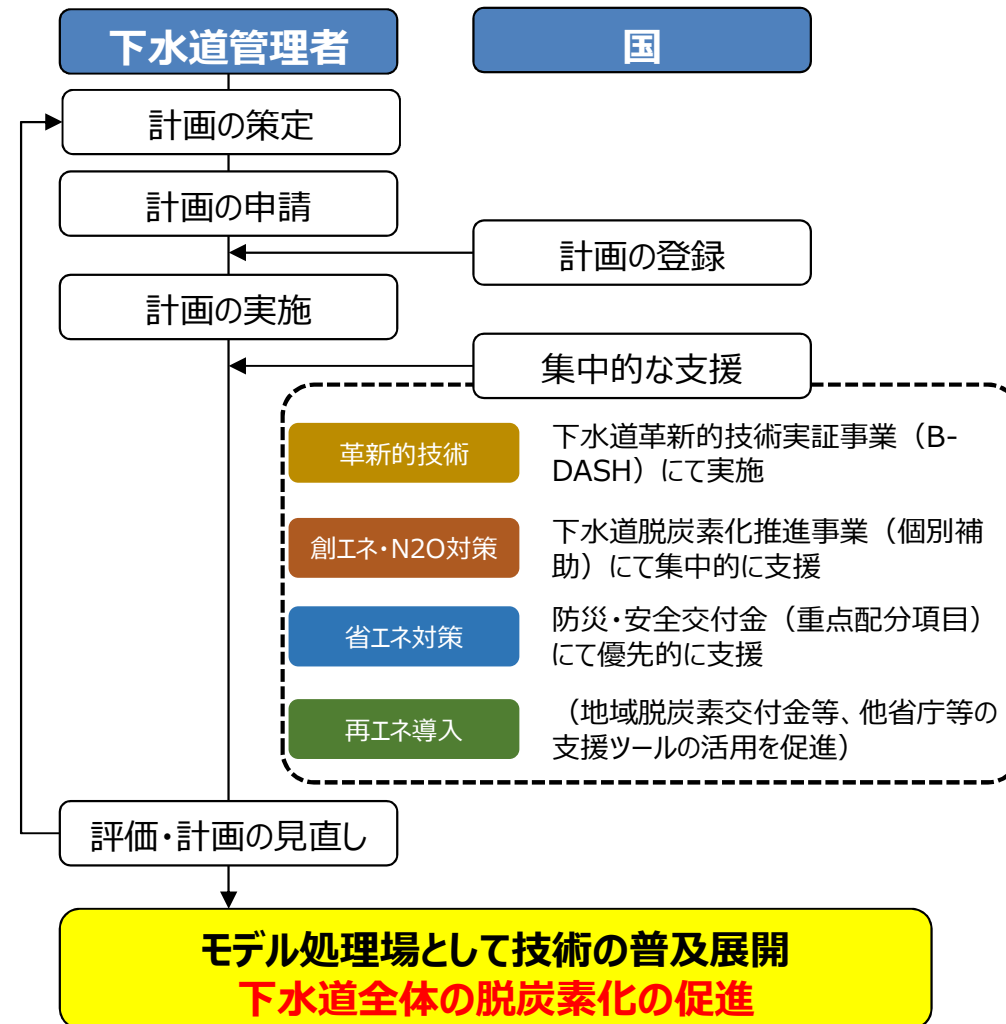 下水道管理者
国
計画の策定
計画の申請
計画の登録
計画の実施
集中的な支援
革新的技術
下水道革新的技術実証事業（B-
DASH）にて実施
創エネ・N2O対策
下水道脱炭素化推進事業（個別補
助）にて集中的に支援
省エネ対策
防災・安全交付金（重点配分項目）
にて優先的に支援
再エネ導入
（地域脱炭素交付金等、他省庁等の
支援ツールの活用を促進）
評価・計画の見直し
モデル処理場として技術の普及展開
下水道全体の脱炭素化の促進